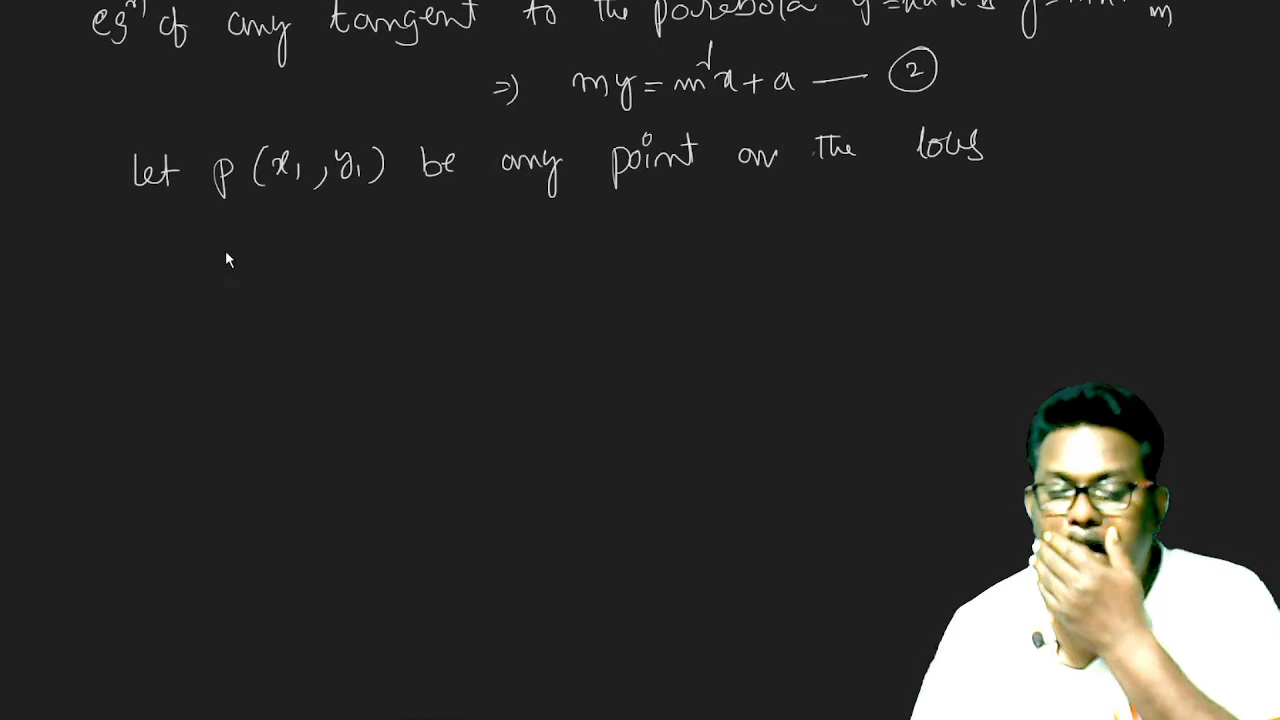 eqⁿ of any tangent to the parabola y
⇒ my = m²x + a — ②
let P(x₁, y₁) be any point on the locus